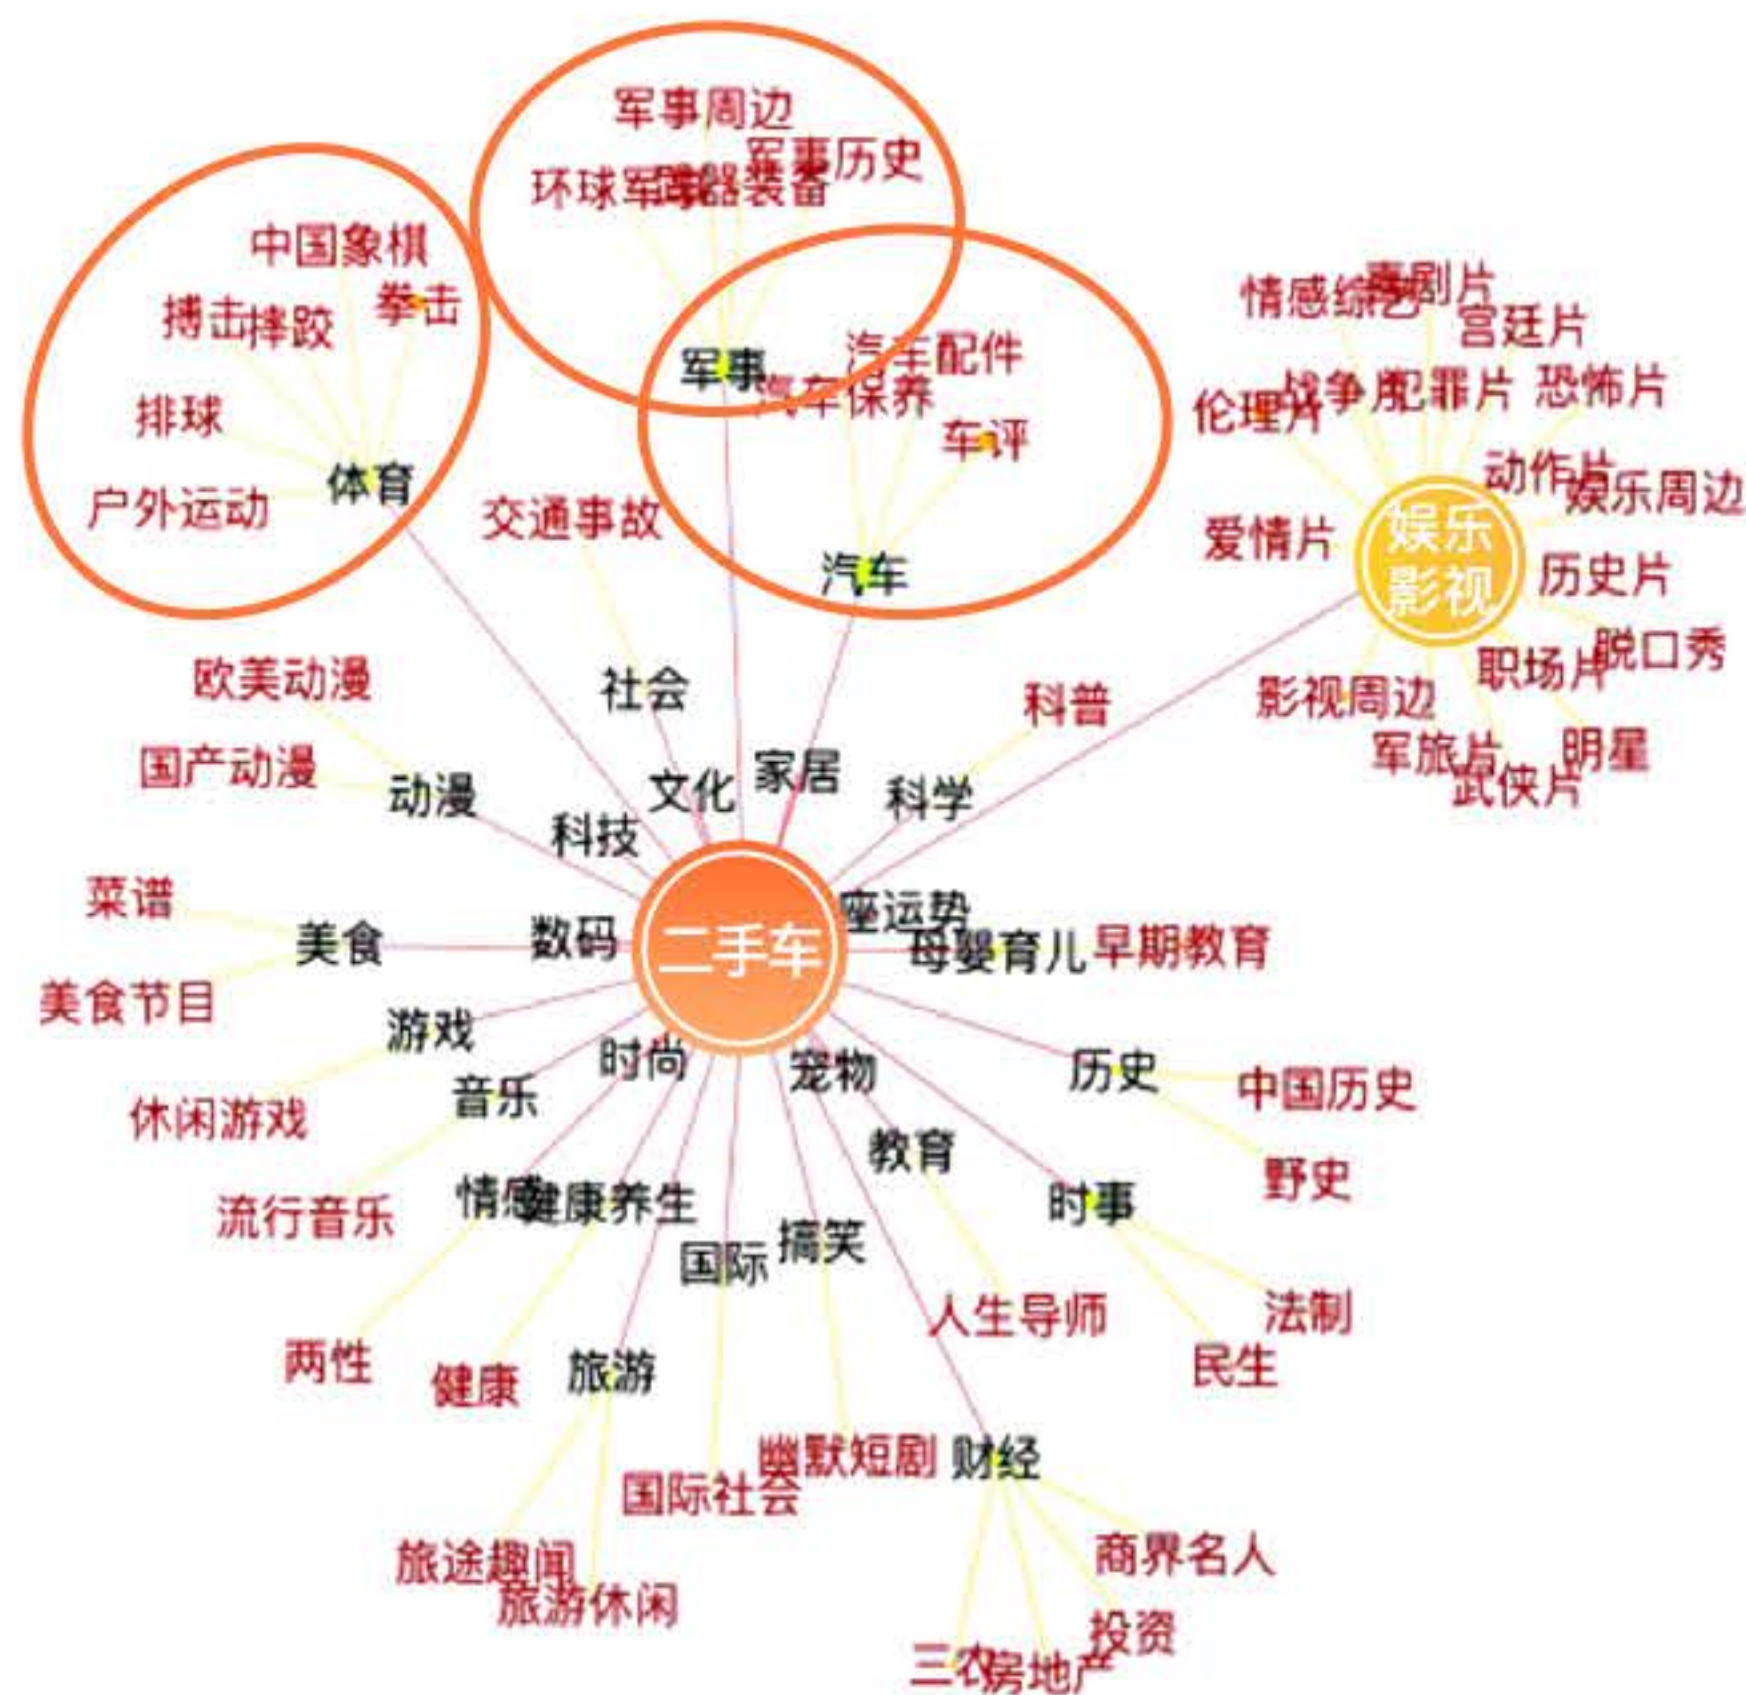 军事周边
军事历史
环球军事
武器装备
中国象棋
搏击
摔跤
拳击
排球
户外运动
体育
军事
汽车配件
汽车保养
车评
汽车
交通事故
社会
情感综艺
喜剧片
宫廷片
伦理片
战争片
犯罪片
恐怖片
动作片
娱乐周边
娱乐
影视
爱情片
历史片
脱口秀
职场片
影视周边
军旅片
武侠片
明星
欧美动漫
国产动漫
动漫
科技
文化
家居
科学
科普
菜谱
美食
美食节目
数码
二手车
座运势
母婴育儿
早期教育
游戏
休闲游戏
音乐
流行音乐
时尚
宠物
历史
中国历史
野史
情感
健康养生
国际
搞笑
教育
时事
法制
民生
人生导师
两性
健康
旅游
旅途趣闻
旅游休闲
国际社会
幽默短剧
财经
商界名人
投资
房地产
三农